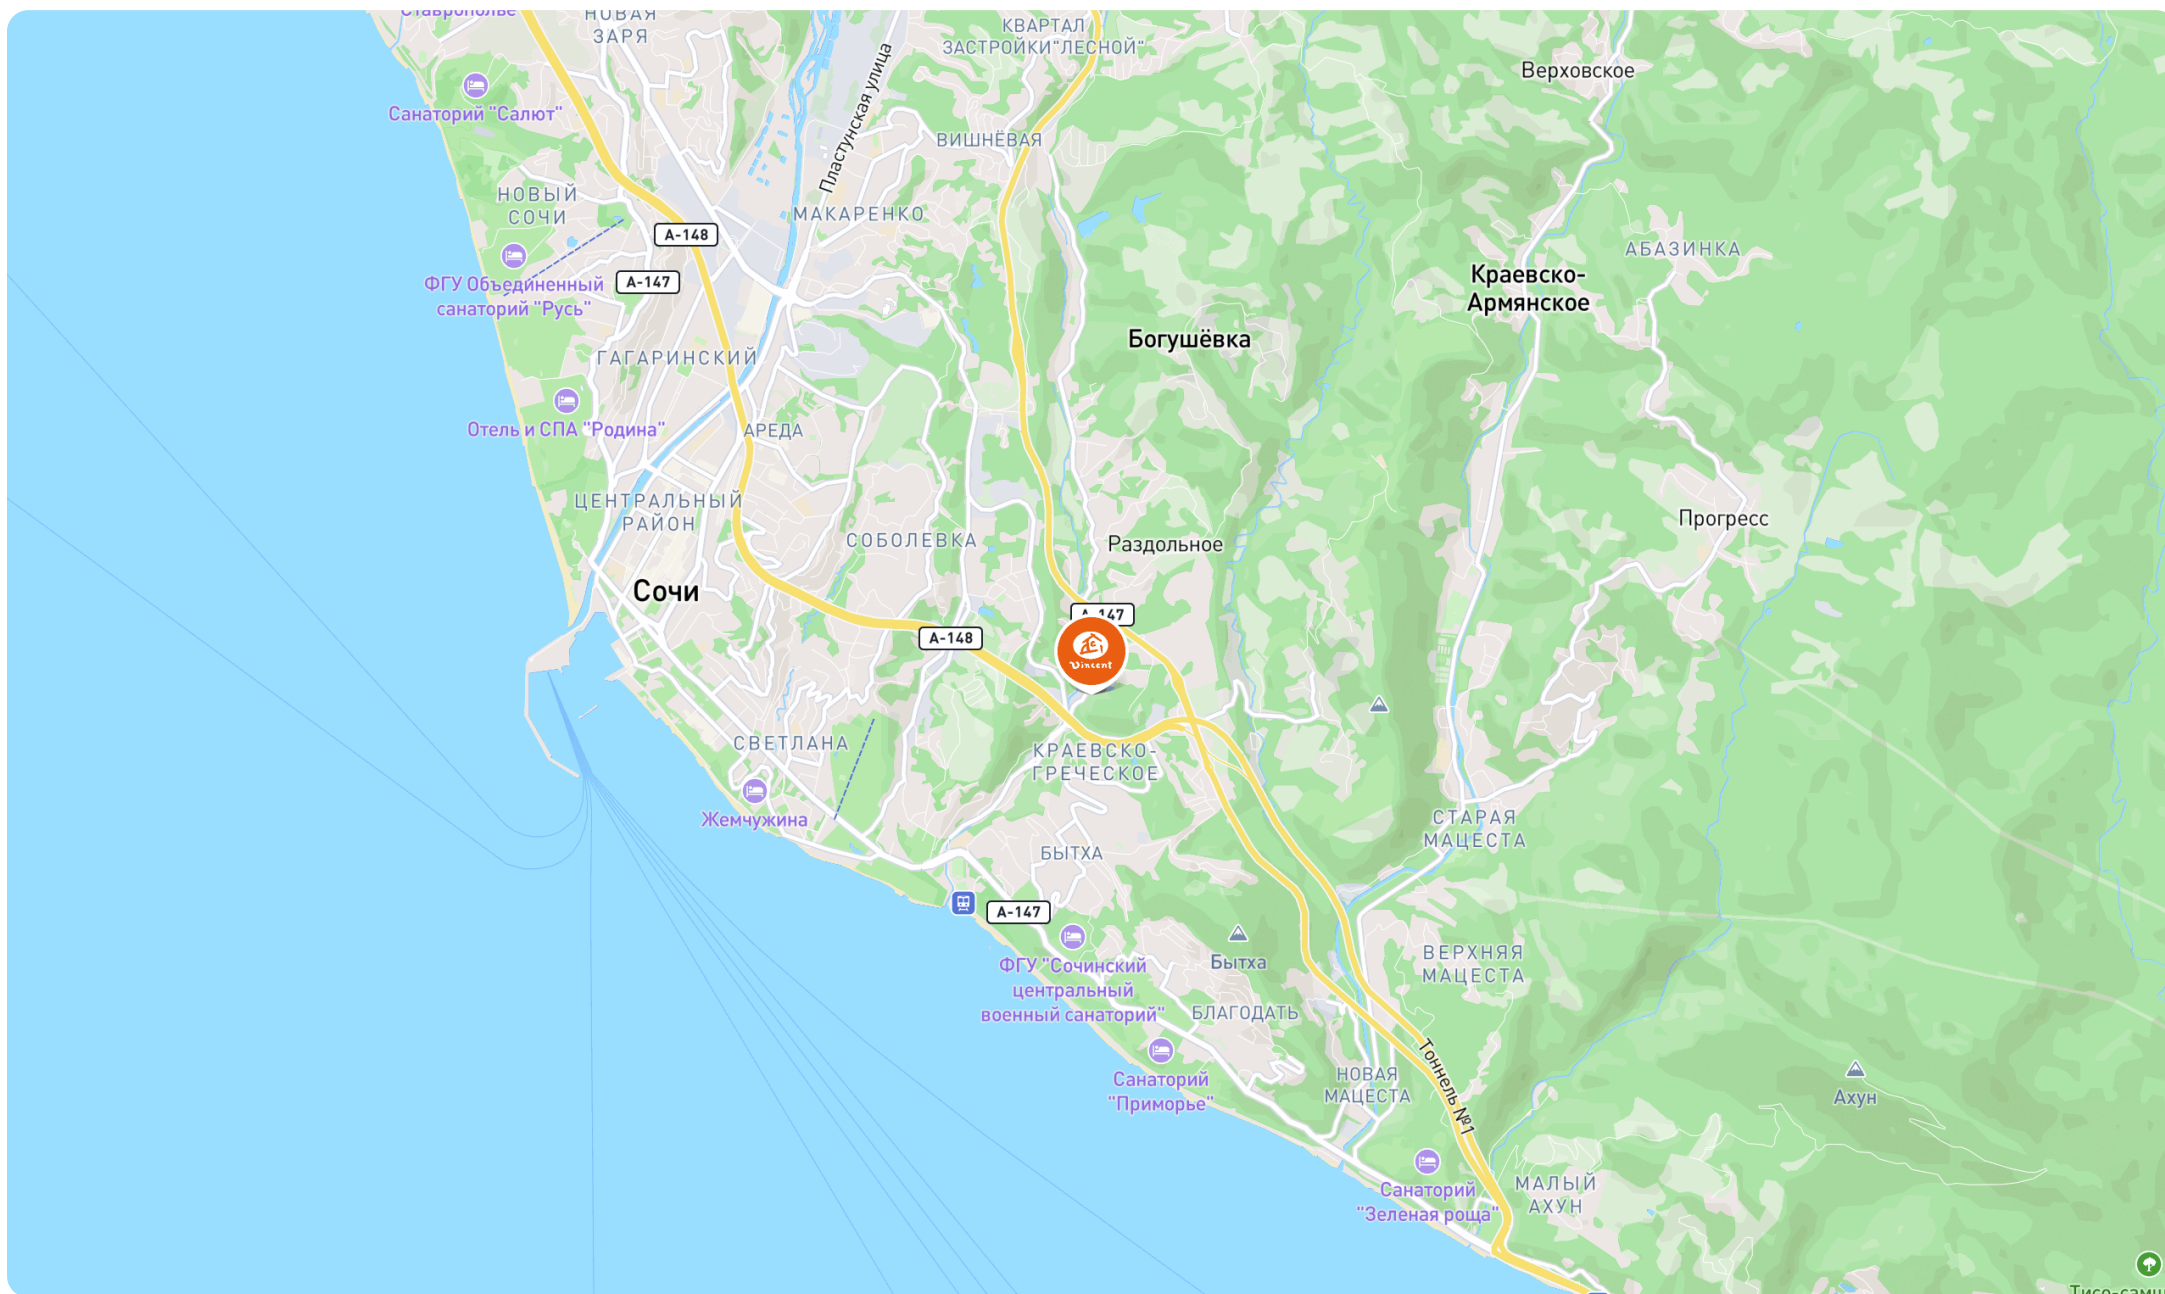 Ставрополье"
НОВАЯ
ЗАРЯ
КВАРТАЛ
ЗАСТРОЙКИ"ЛЕСНОЙ"
Верховское
Санаторий "Салют"
Пластунская улица
ВИШНЁВАЯ
НОВЫЙ
СОЧИ
МАКАРЕНКО
А-148
АБАЗИНКА
ФГУ Объединенный
санаторий "Русь"
А-147
Краевско-
Армянское
Богушёвка
ГАГАРИНСКИЙ
Отель и СПА "Родина"
АРЕДА
ЦЕНТРАЛЬНЫЙ
РАЙОН
СОБОЛЕВКА
Раздольное
Прогресс
Сочи
А-147
А-148
Vincent
СВЕТЛАНА
КРАЕВСКО-
ГРЕЧЕСКОЕ
Жемчужина
СТАРАЯ
МАЦЕСТА
БЫТХА
А-147
ФГУ "Сочинский
центральный
военный санаторий"
Бытха
ВЕРХНЯЯ
МАЦЕСТА
БЛАГОДАТЬ
Тоннель №1
Санаторий
"Приморье"
НОВАЯ
МАЦЕСТА
Ахун
Санаторий
"Зеленая роща"
МАЛЫЙ
АХУН